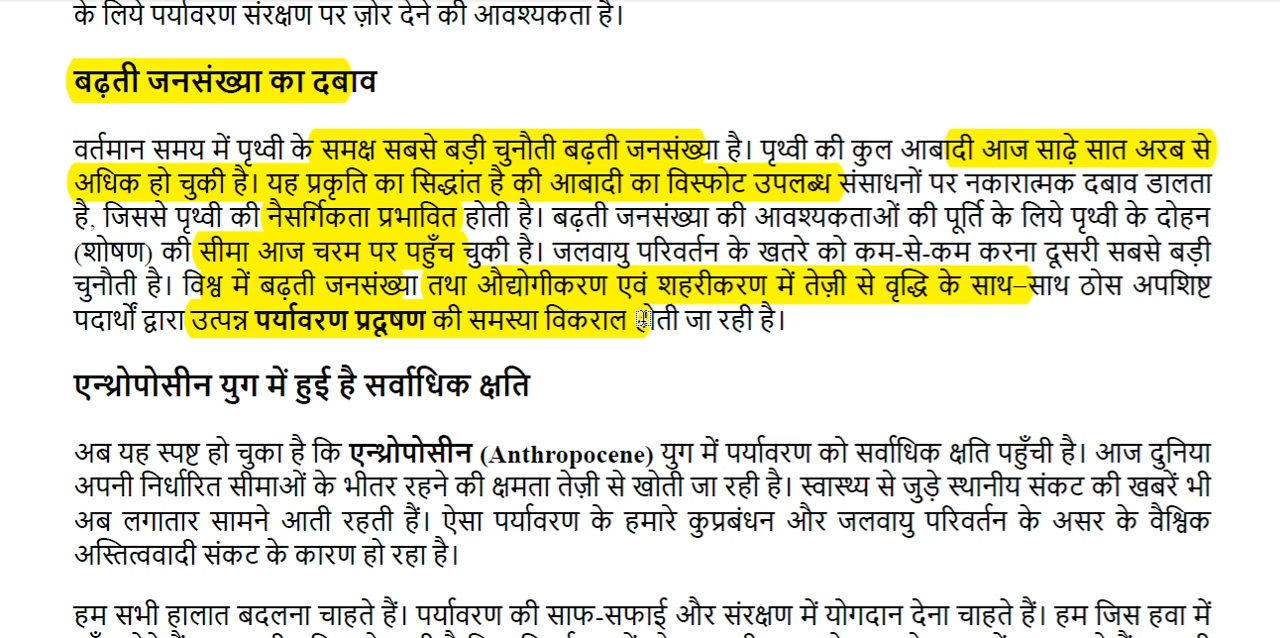 के लिये पर्यावरण संरक्षण पर ज़ोर देने की आवश्यकता है।
बढ़ती जनसंख्या का दबाव
वर्तमान समय में पृथ्वी के समक्ष सबसे बड़ी चुनौती बढ़ती जनसंख्या है। पृथ्वी की कुल आबादी आज साढ़े सात अरब से
अधिक हो चुकी है। यह प्रकृति का सिद्धांत है की आबादी का विस्फोट उपलब्ध संसाधनों पर नकारात्मक दबाव डालता
है, जिससे पृथ्वी की नैसर्गिकता प्रभावित होती है। बढ़ती जनसंख्या की आवश्यकताओं की पूर्ति के लिये पृथ्वी के दोहन
(शोषण) की सीमा आज चरम पर पहुँच चुकी है। जलवायु परिवर्तन के खतरे को कम-से-कम करना दूसरी सबसे बड़ी
चुनौती है। विश्व में बढ़ती जनसंख्या तथा औद्योगीकरण एवं शहरीकरण में तेज़ी से वृद्धि के साथ–साथ ठोस अपशिष्ट
पदार्थों द्वारा उत्पन्न पर्यावरण प्रदूषण की समस्या विकराल होती जा रही है।
एन्थ्रोपोसीन युग में हुई है सर्वाधिक क्षति
अब यह स्पष्ट हो चुका है कि एन्थ्रोपोसीन (Anthropocene) युग में पर्यावरण को सर्वाधिक क्षति पहुँची है। आज दुनिया
अपनी निर्धारित सीमाओं के भीतर रहने की क्षमता तेज़ी से खोती जा रही है। स्वास्थ्य से जुड़े स्थानीय संकट की खबरें भी
अब लगातार सामने आती रहती हैं। ऐसा पर्यावरण के हमारे कुप्रबंधन और जलवायु परिवर्तन के असर के वैश्विक
अस्तित्ववादी संकट के कारण हो रहा है।
हम सभी हालात बदलना चाहते हैं। पर्यावरण की साफ-सफाई और संरक्षण में योगदान देना चाहते हैं। हम जिस हवा में